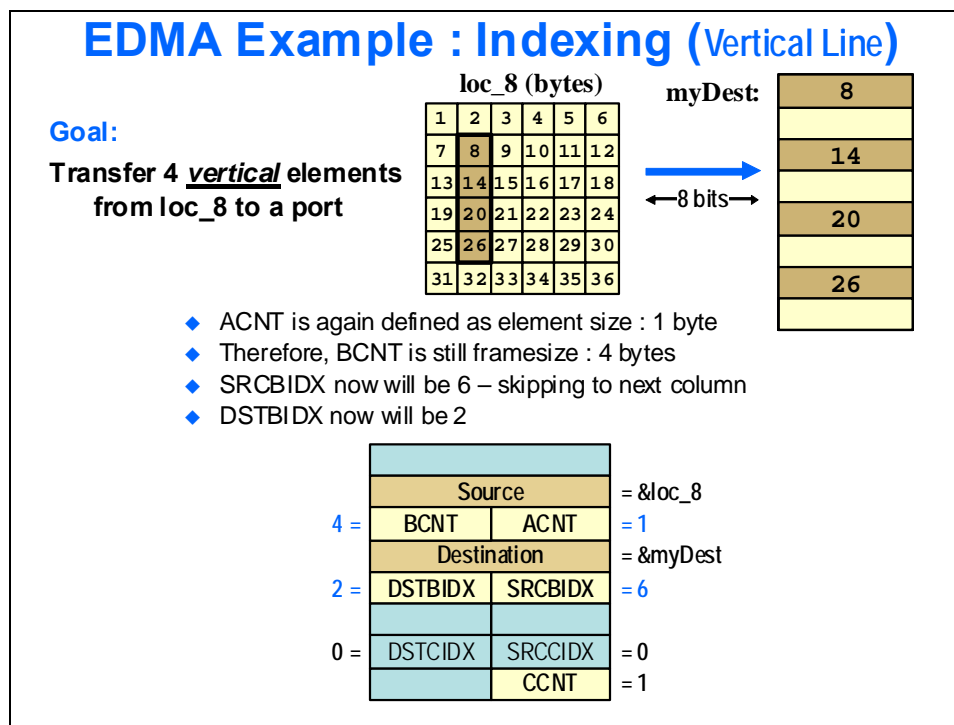 EDMA Example : Indexing (Vertical Line)
Goal:
Transfer 4 vertical elements
from loc_8 to a port
loc_8 (bytes)
1 2 3 4 5 6
7 8 9 10 11 12
13 14 15 16 17 18
19 20 21 22 23 24
25 26 27 28 29 30
31 32 33 34 35 36
8 bits
myDest:
8
14
20
26
ACNT is again defined as element size : 1 byte
Therefore, BCNT is still framesize : 4 bytes
SRCBIDX now will be 6 – skipping to next column
DSTBIDX now will be 2
Source = &loc_8
4 = BCNT ACNT = 1
Destination = &myDest
2 = DSTBIDX SRCBIDX = 6
0 = DSTCIDX SRCCIDX = 0
CCNT = 1